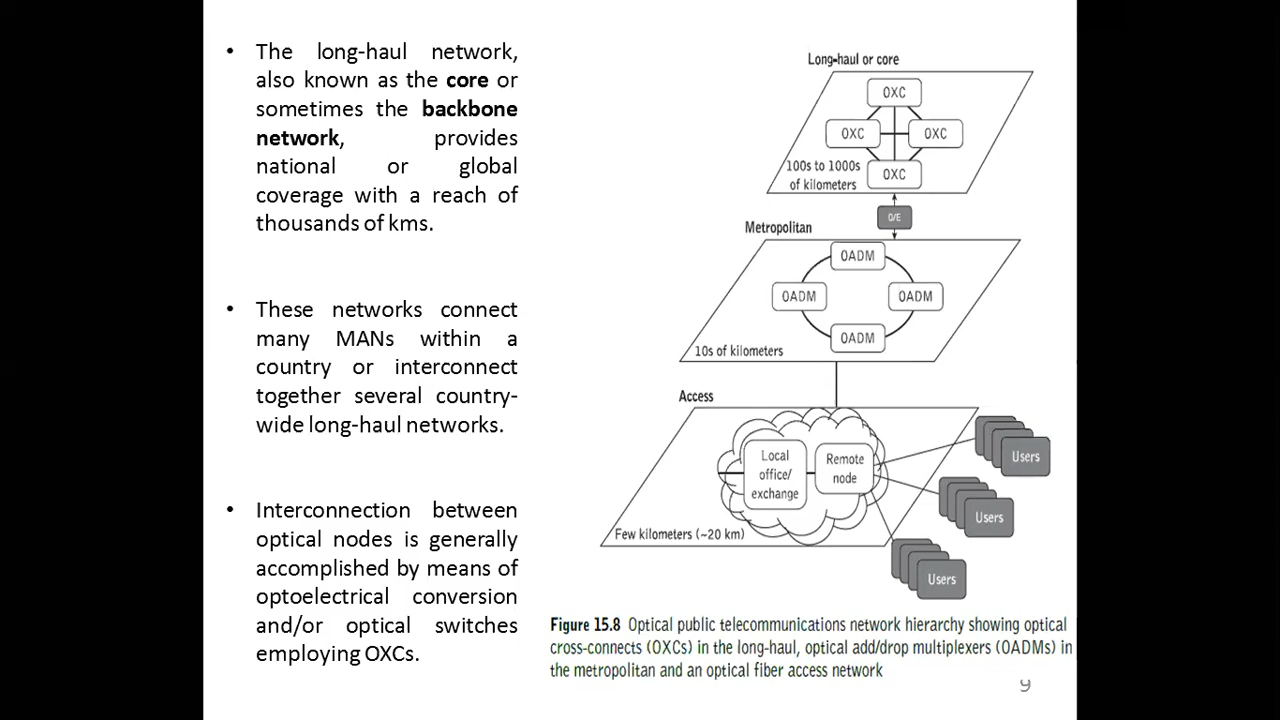 • The long-haul network,
also known as the core or
sometimes the backbone
network, provides
national or global
coverage with a reach of
thousands of kms.
• These networks connect
many MANs within a
country or interconnect
together several country-
wide long-haul networks.
• Interconnection between
optical nodes is generally
accomplished by means of
optoelectrical conversion
and/or optical switches
employing OXCs.
Long-haul or core
OXC
OXC
OXC
OXC
100s to 1000s
of kilometers
O/E
Metropolitan
OADM
OADM
OADM
OADM
10s of kilometers
Access
Local
office/
exchange
Remote
node
Users
Users
Users
Few kilometers (~20 km)
Figure 15.8 Optical public telecommunications network hierarchy showing optical
cross-connects (OXCs) in the long-haul, optical add/drop multiplexers (OADMs) in
the metropolitan and an optical fiber access network
9